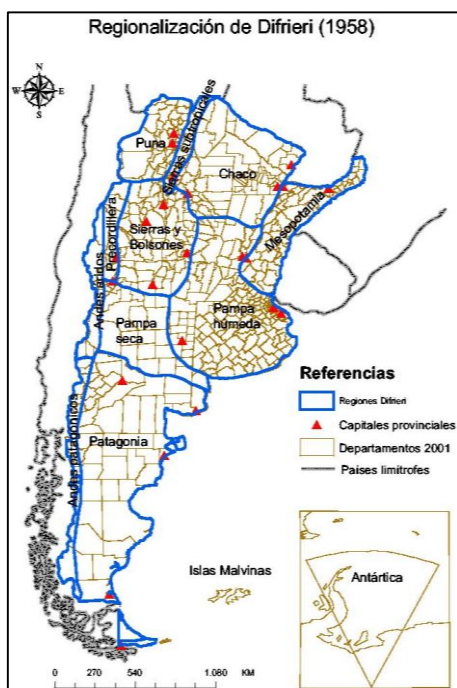 Regionalización de Difrieri (1958)
N
W
E
S
Puna
Sierras subtropicales
Chaco
Mesopotamia
Precordillera
Sierras y
Bolsones
Andes áridos
Pampa
seca
Pampa
húmeda
Andes patagónicos
Patagonia
Referencias
Regiones Difrieri
Capitales provinciales
Departamentos 2001
Países limítrofes
Islas Malvinas
Antártica
0 270 540 1.080 KM